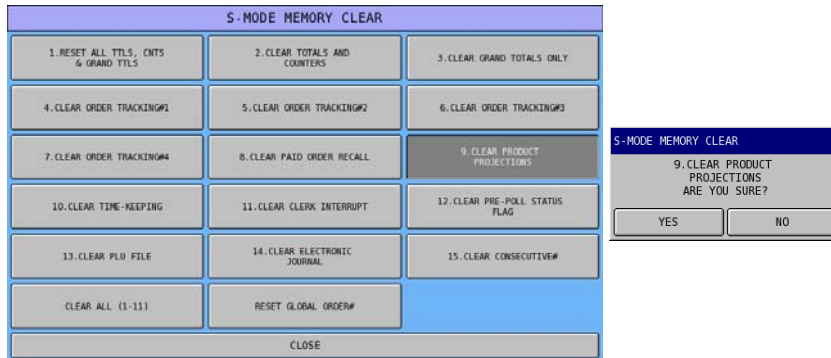 S-MODE MEMORY CLEAR
1.RESET ALL TTLS, CNTS
& GRAND TTLS
2.CLEAR TOTALS AND
COUNTERS
3.CLEAR GRAND TOTALS ONLY
4.CLEAR ORDER TRACKING#1
5.CLEAR ORDER TRACKING#2
6.CLEAR ORDER TRACKING#3
7.CLEAR ORDER TRACKING#4
8.CLEAR PAID ORDER RECALL
9.CLEAR PRODUCT
PROJECTIONS
10.CLEAR TIME-KEEPING
11.CLEAR CLERK INTERRUPT
12.CLEAR PRE-POLL STATUS
FLAG
13.CLEAR PLU FILE
14.CLEAR ELECTRONIC
JOURNAL
15.CLEAR CONSECUTIVE#
CLEAR ALL (1-11)
RESET GLOBAL ORDER#
CLOSE
S-MODE MEMORY CLEAR
9.CLEAR PRODUCT
PROJECTIONS
ARE YOU SURE?
YES
NO